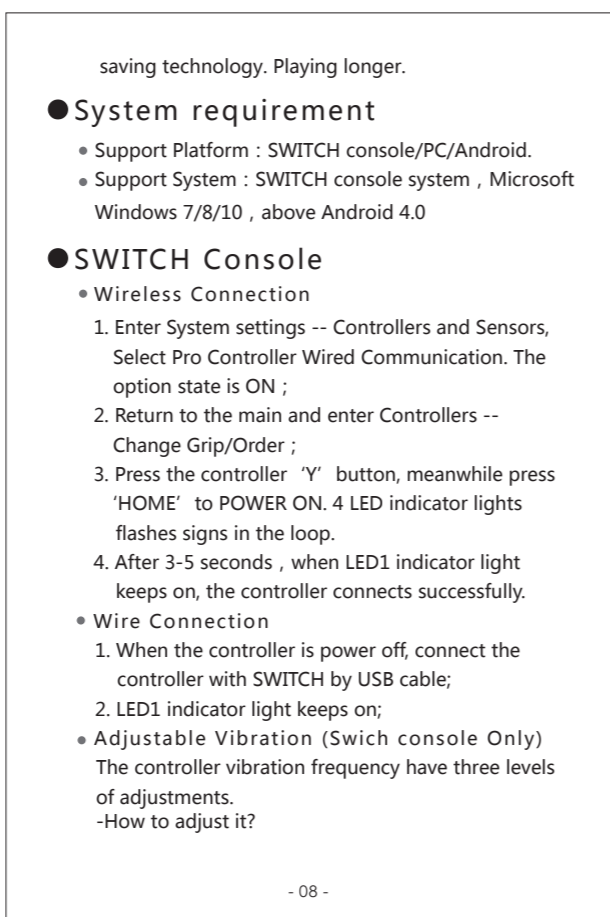 saving technology. Playing longer.
●System requirement
● Support Platform：SWITCH console/PC/Android.
● Support System：SWITCH console system，Microsoft
Windows 7/8/10，above Android 4.0
●SWITCH Console
● Wireless Connection
1. Enter System settings -- Controllers and Sensors,
Select Pro Controller Wired Communication. The
option state is ON；
2. Return to the main and enter Controllers --
Change Grip/Order；
3. Press the controller ‘Y’ button, meanwhile press
‘HOME’ to POWER ON. 4 LED indicator lights
flashes signs in the loop.
4. After 3-5 seconds，when LED1 indicator light
keeps on, the controller connects successfully.
● Wire Connection
1. When the controller is power off, connect the
controller with SWITCH by USB cable;
2. LED1 indicator light keeps on;
● Adjustable Vibration (Swich console Only)
The controller vibration frequency have three levels
of adjustments.
-How to adjust it?
- 08 -